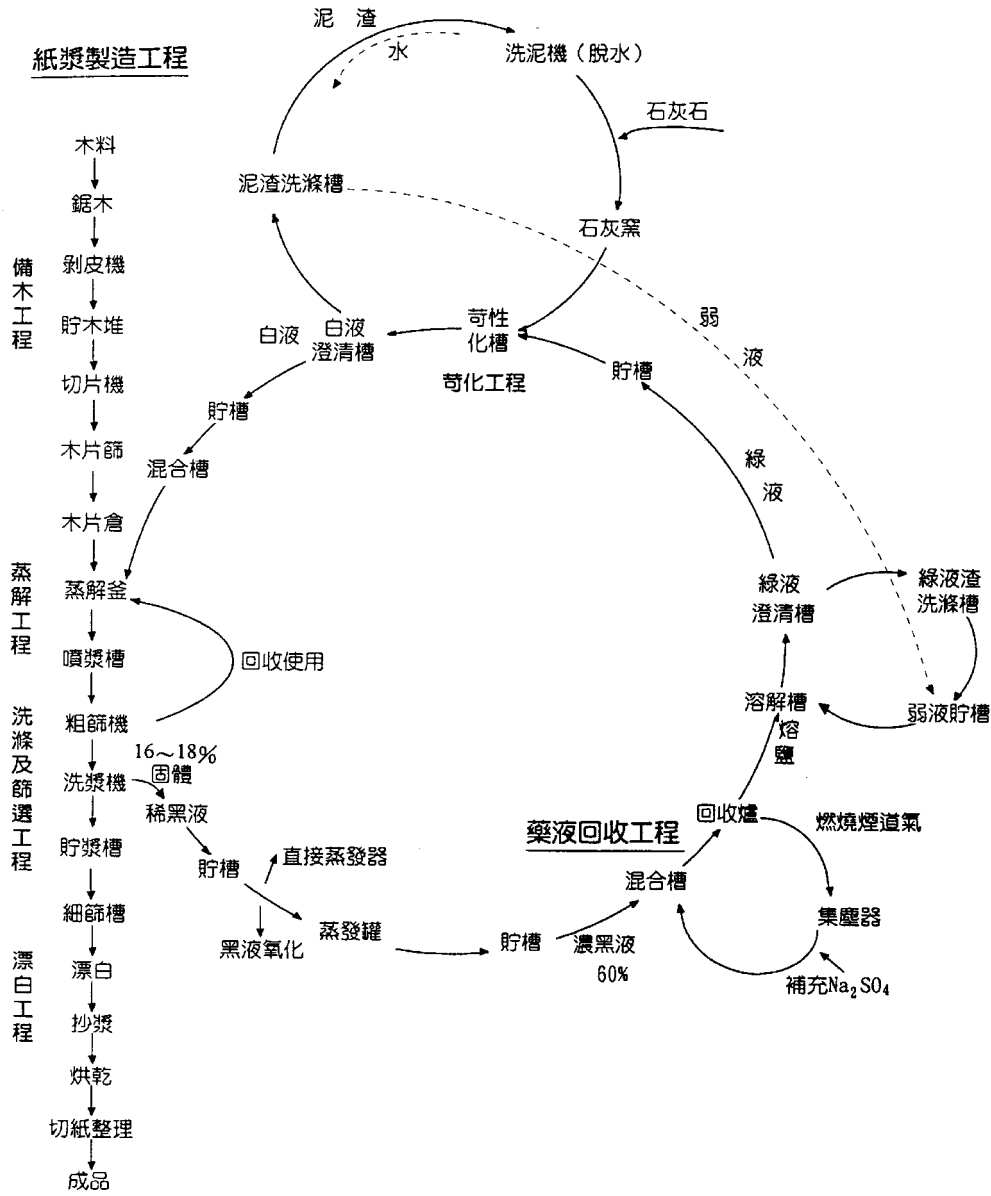 紙漿製造工程
泥渣
水
洗泥機（脫水）
石灰石
泥渣洗滌槽
石灰窯
苛性
化槽
苛化工程
白液
白液
澄清槽
貯槽
混合槽
貯槽
弱液
綠液
綠液
澄清槽
綠液渣
洗滌槽
弱液貯槽
溶解槽
熔鹽
備木工程
木料
鋸木
剝皮機
貯木堆
切片機
木片篩
木片倉
蒸解工程
蒸解釜
噴漿槽
回收使用
洗滌及篩選工程
粗篩機
洗漿機
貯漿槽
細篩槽
漂白工程
漂白
抄漿
烘乾
切紙整理
成品
16～18%
固體
稀黑液
貯槽
直接蒸發器
黑液氧化
蒸發罐
貯槽
濃黑液
60%
藥液回收工程
混合槽
回收爐
燃燒煙道氣
集塵器
補充Na₂SO₄